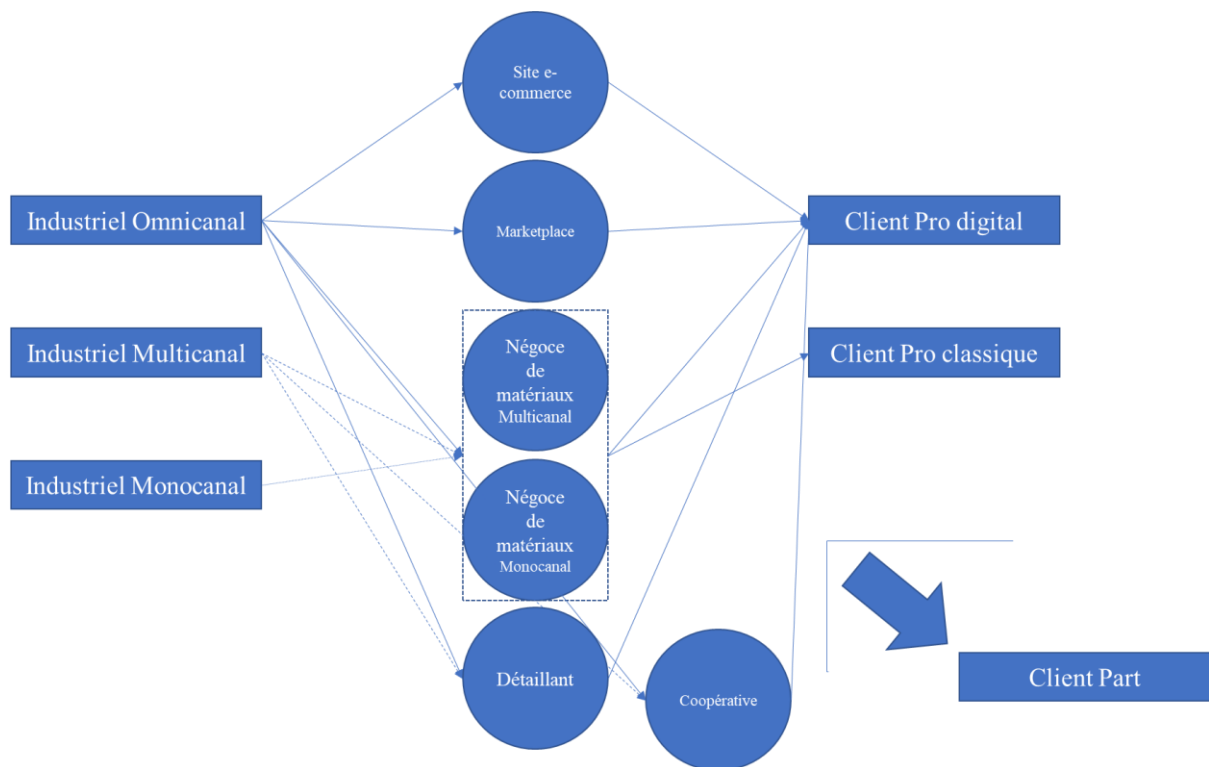 Site e-
commerce
Industriel Omnicanal
Marketplace
Client Pro digital
Industriel Multicanal
Négoce
de
matériaux
Multicanal
Client Pro classique
Industriel Monocanal
Négoce
de
matériaux
Monocanal
Détaillant
Coopérative
Client Part